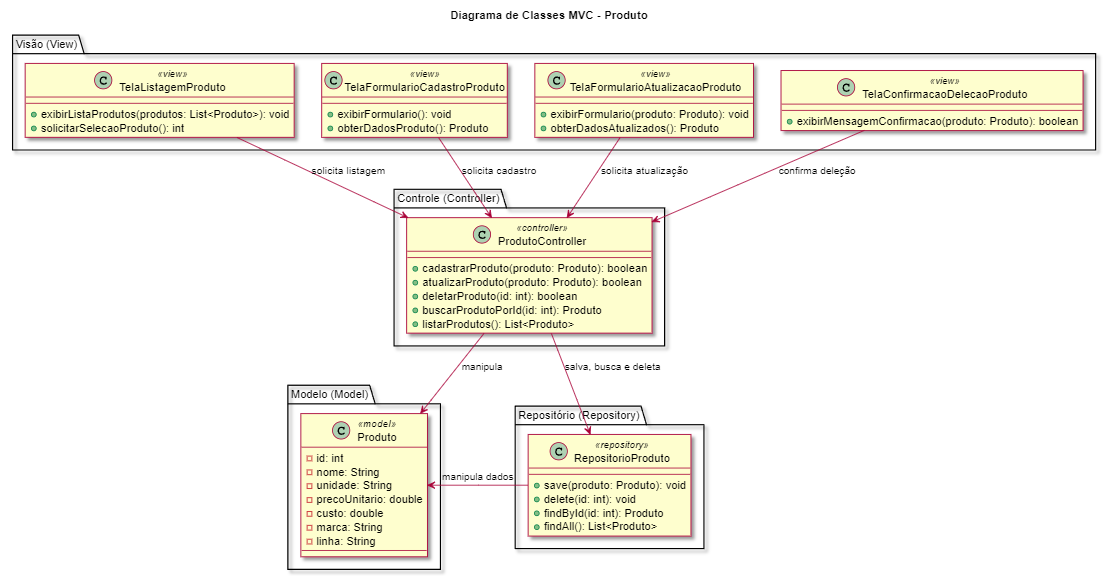 Diagrama de Classes MVC - Produto
Visão (View)
C
«view»
TelaListagemProduto
exibirListaProdutos(produtos: List<Produto>): void
solicitarSelecaoProduto(): int
C
«view»
TelaFormularioCadastroProduto
exibirFormulario(): void
obterDadosProduto(): Produto
C
«view»
TelaFormularioAtualizacaoProduto
exibirFormulario(produto: Produto): void
obterDadosAtualizados(): Produto
C
«view»
TelaConfirmacaoDelecaoProduto
exibirMensagemConfirmacao(produto: Produto): boolean
solicita listagem
solicita cadastro
solicita atualização
confirma deleção
Controle (Controller)
C
«controller»
ProdutoController
cadastrarProduto(produto: Produto): boolean
atualizarProduto(produto: Produto): boolean
deletarProduto(id: int): boolean
buscarProdutoPorId(id: int): Produto
listarProdutos(): List<Produto>
manipula
salva, busca e deleta
Modelo (Model)
C
«model»
Produto
id: int
nome: String
unidade: String
precoUnitario: double
custo: double
marca: String
linha: String
manipula dados
Repositório (Repository)
C
«repository»
RepositorioProduto
save(produto: Produto): void
delete(id: int): void
findById(id: int): Produto
findAll(): List<Produto>